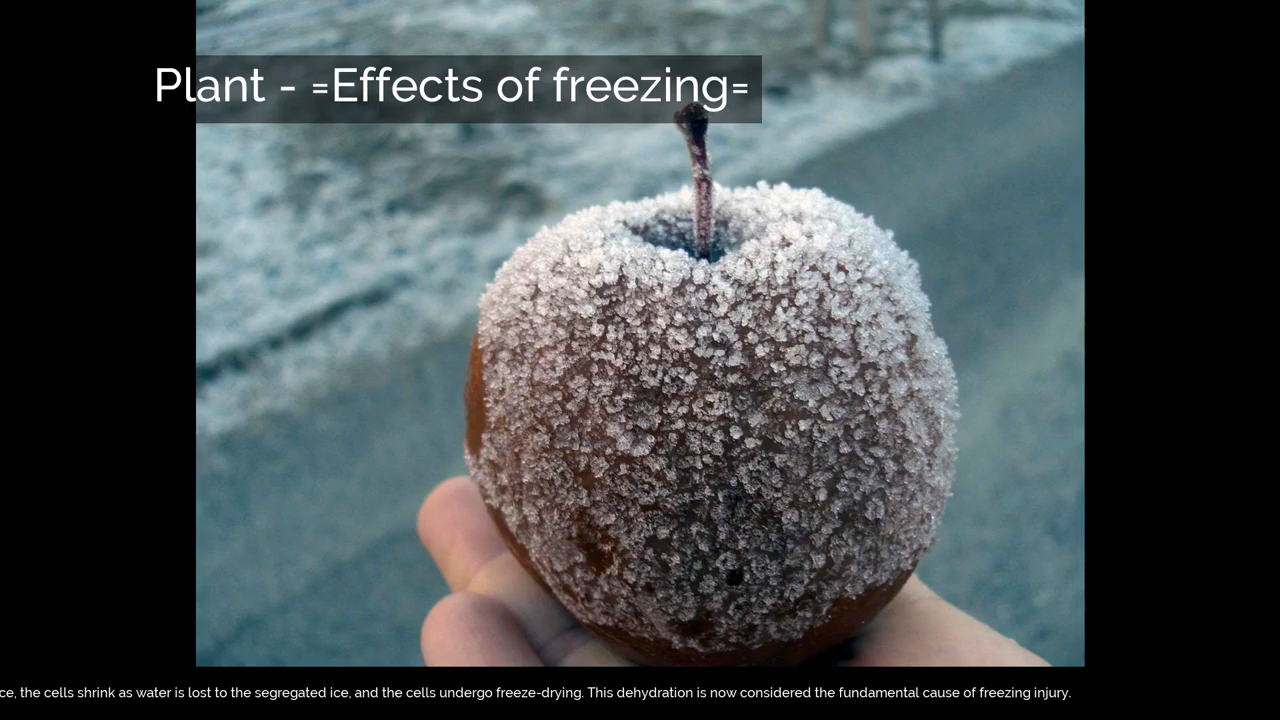 Plant - =Effects of freezing=
ce, the cells shrink as water is lost to the segregated ice, and the cells undergo freeze-drying. This dehydration is now considered the fundamental cause of freezing injury.